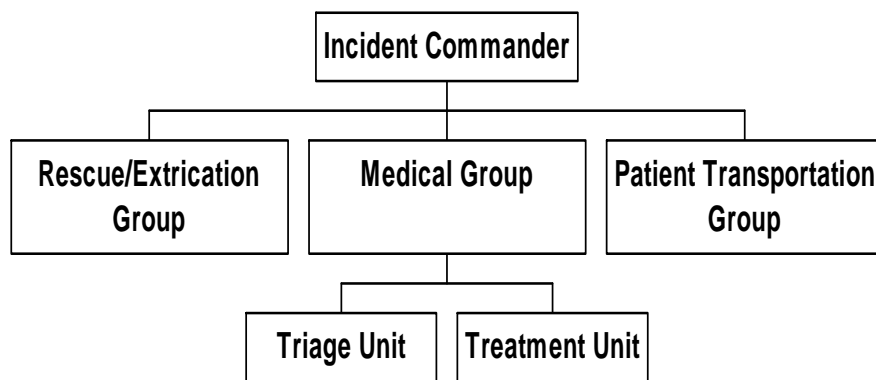 Incident Commander
Rescue/Extrication
Group
Medical Group
Patient Transportation
Group
Triage Unit
Treatment Unit